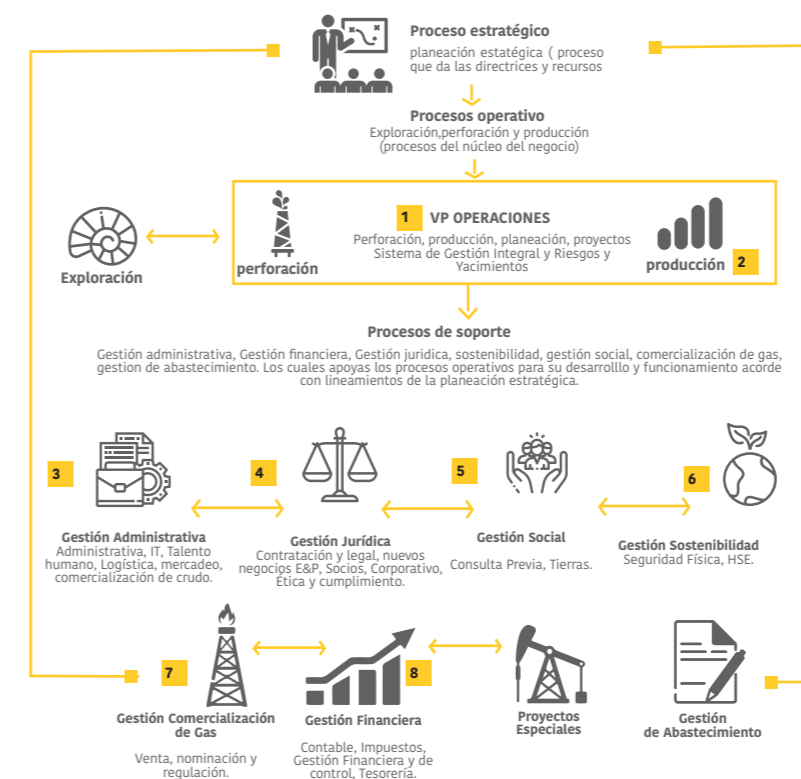 Proceso estratégico
planeación estatégica ( proceso
que da las directrices y recursos
Procesos operativo
Exploración,perforación y producción
(procesos del núcleo del negocio)
1 VP OPERACIONES
Perforación, producción, planeación, proyectos
Sistema de Gestión Integral y Riesgos y
Yacimientos
Exploración
perforación
producción 2
Procesos de soporte
Gestión administrativa, Gestión financiera, Gestión juridica, sostenibilidad, gestión social, comercialización de gas,
gestion de abastecimiento. Los cuales apoyas los procesos operativos para su desarrolllo y funcionamiento acorde
con lineamientos de la planeación estratégica.
3
Gestión Administrativa
Administrativa, IT, Talento
humano, Logística, mercadeo,
comercialización de crudo.
4
Gestión Jurídica
Contratación y legal, nuevos
negocios E&P, Socios, Corporativo,
Ética y cumplimiento.
5
Gestión Social
Consulta Previa, Tierras.
6
Gestión Sostenibilidad
Seguridad Física, HSE.
7
Gestión Comercialización
de Gas
Venta, nominación y
regulación.
8
Gestión Financiera
Contable, Impuestos,
Gestión Financiera y de
control, Tesorería.
Proyectos
Especiales
Gestión
de Abastecimiento